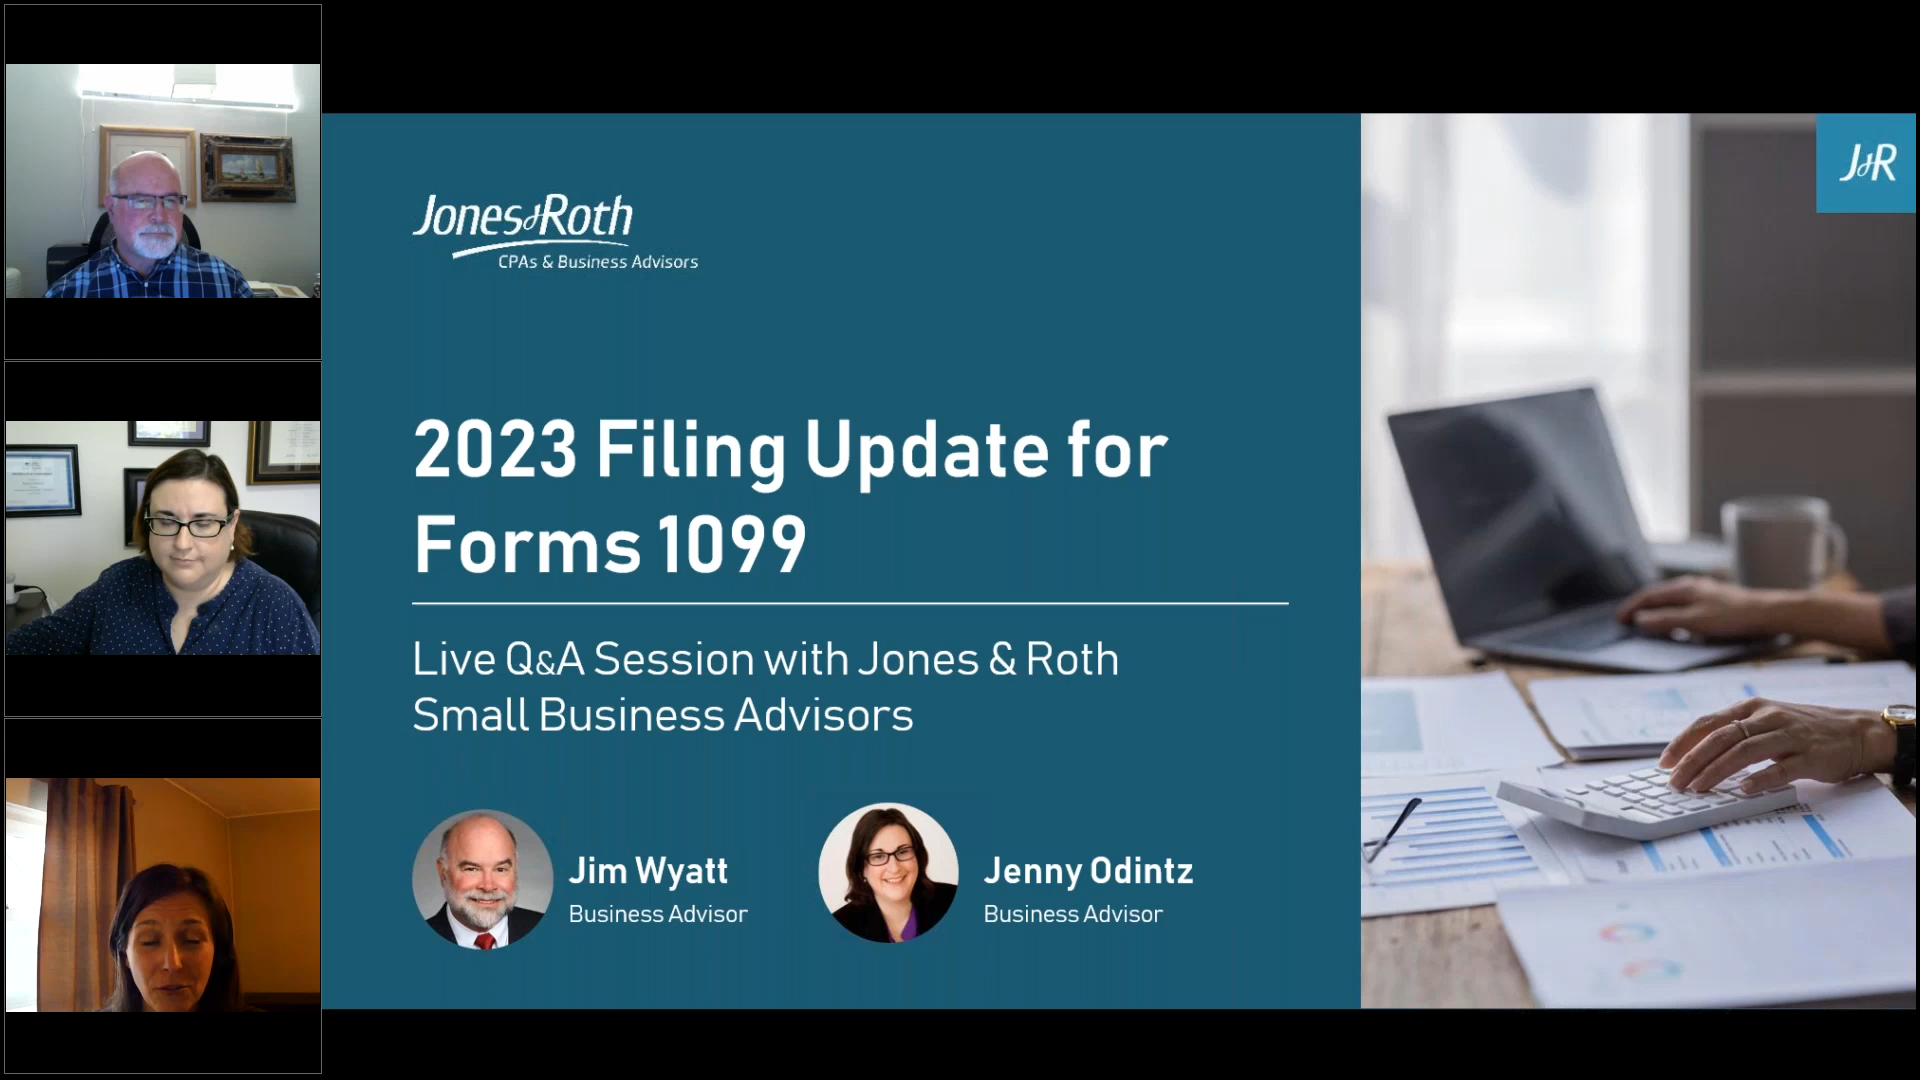 Jones & Roth
CPAs & Business Advisors
J&R
2023 Filing Update for
Forms 1099
Live Q&A Session with Jones & Roth
Small Business Advisors
Jim Wyatt
Business Advisor
Jenny Odintz
Business Advisor